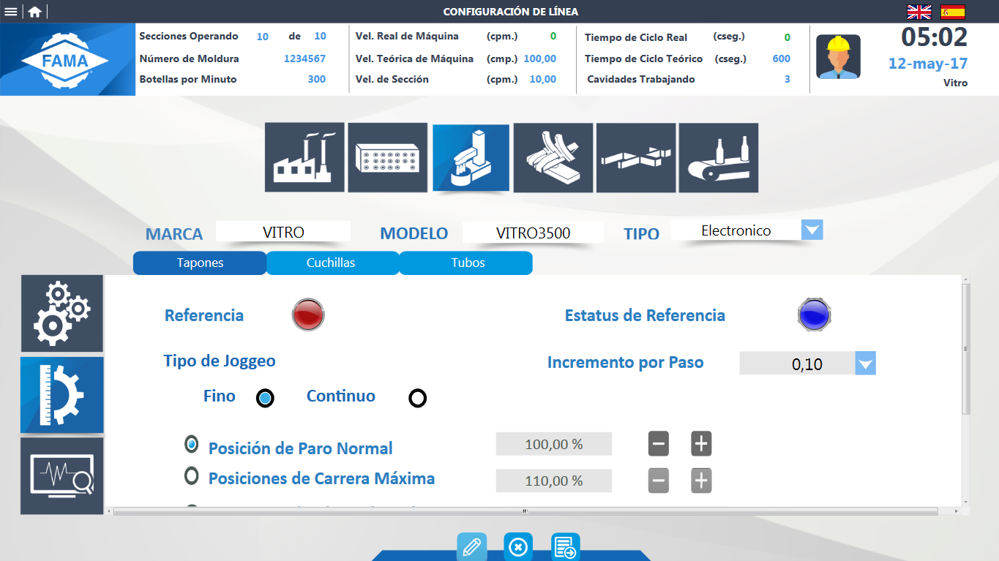 CONFIGURACIÓN DE LÍNEA
FAMA
Secciones Operando 10 de 10
Número de Moldura 1234567
Botellas por Minuto 300
Vel. Real de Máquina (cpm.) 0
Vel. Teórica de Máquina (cmp.) 100,00
Vel. de Sección (cpm.) 10,00
Tiempo de Ciclo Real (cseg.) 0
Tiempo de Ciclo Teórico (cseg.) 600
Cavidades Trabajando 3
05:02
12-may-17
Vitro
MARCA VITRO MODELO VITRO3500 TIPO Electronico
Tapones Cuchillas Tubos
Referencia Estatus de Referencia
Tipo de Joggeo Incremento por Paso 0,10
Fino Continuo
Posición de Paro Normal 100,00 %
Posiciones de Carrera Máxima 110,00 %